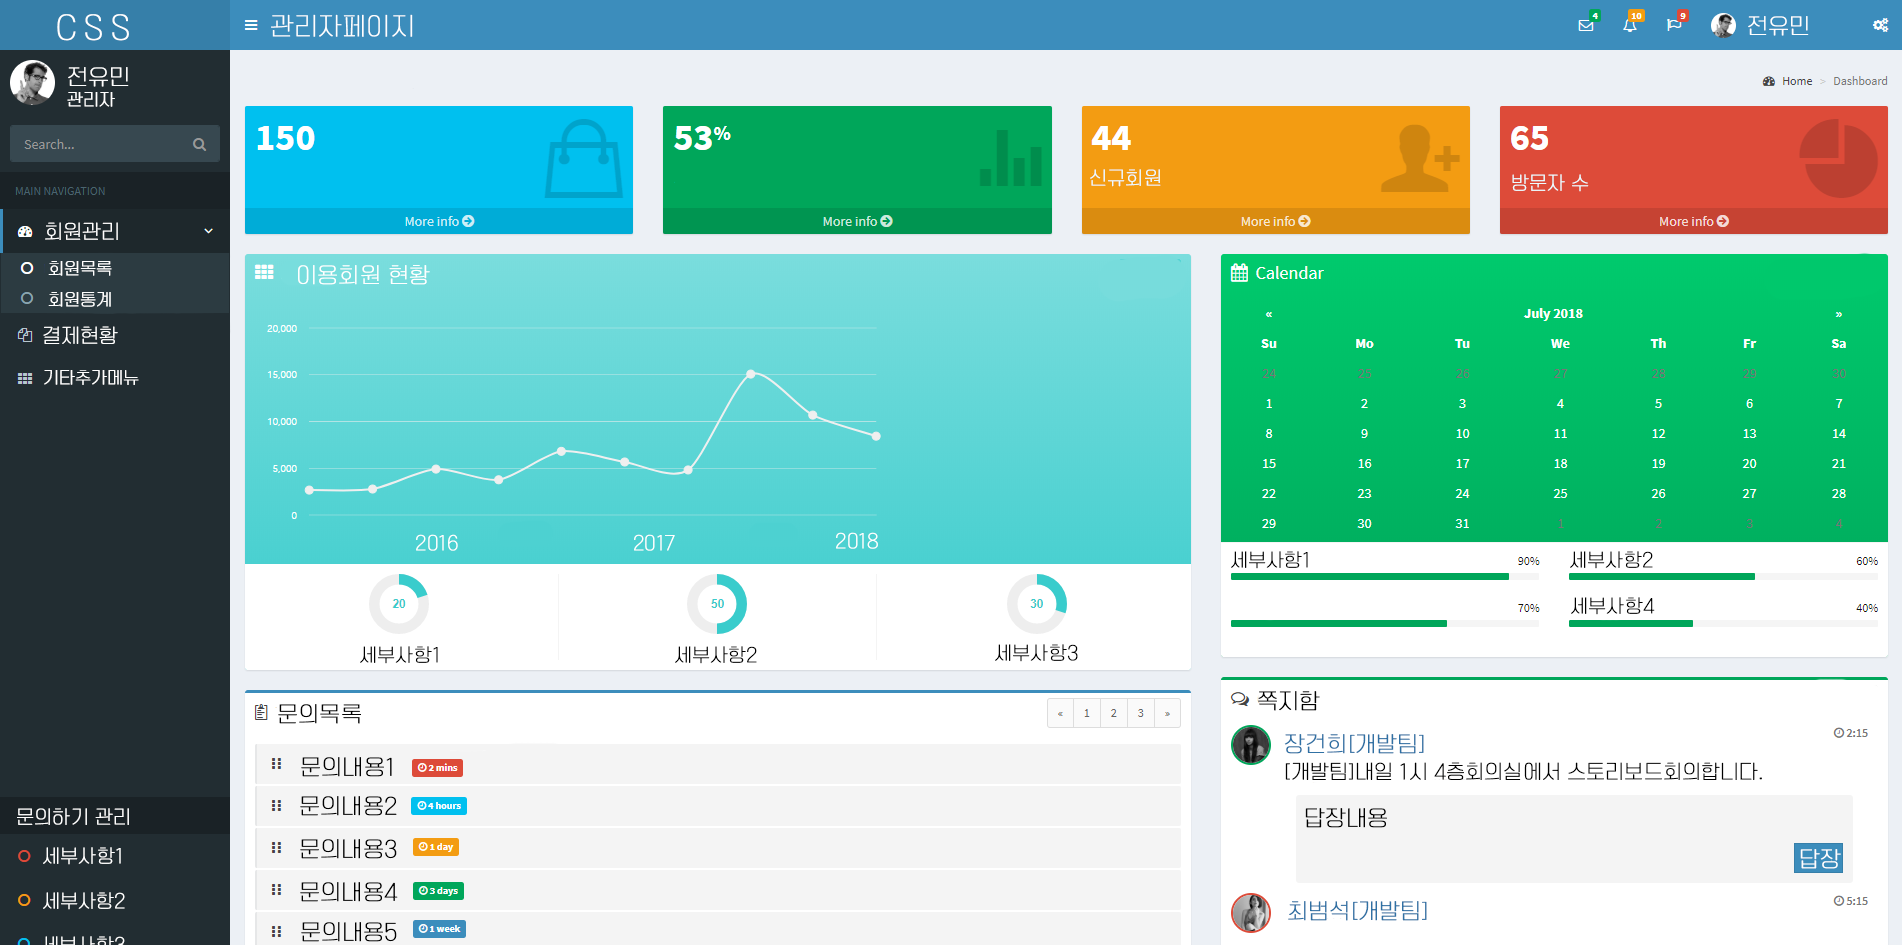 CSS
관리자페이지
4
10
9
전유민
전유민
관리자
Search...
MAIN NAVIGATION
회원관리
회원목록
회원통계
결제현황
기타추가메뉴
문의하기 관리
세부사항1
세부사항2
세부사항3
Home > Dashboard
150
More info
53%
More info
44
신규회원
More info
65
방문자 수
More info
이용회원 현황
20,000
15,000
10,000
5,000
0
2016 2017 2018
20 50 30
세부사항1 세부사항2 세부사항3
문의목록
« 1 2 3 »
문의내용1 2 mins
문의내용2 4 hours
문의내용3 1 day
문의내용4 3 days
문의내용5 1 week
Calendar
« July 2018 »
Su Mo Tu We Th Fr Sa
24 25 26 27 28 29 30
1 2 3 4 5 6 7
8 9 10 11 12 13 14
15 16 17 18 19 20 21
22 23 24 25 26 27 28
29 30 31 1 2 3 4
세부사항1 90% 세부사항2 60%
70% 세부사항4 40%
쪽지함
장건희[개발팀] 2:15
[개발팀]내일 1시 4층회의실에서 스토리보드회의합니다.
답장내용
답장
최범석[개발팀] 5:15